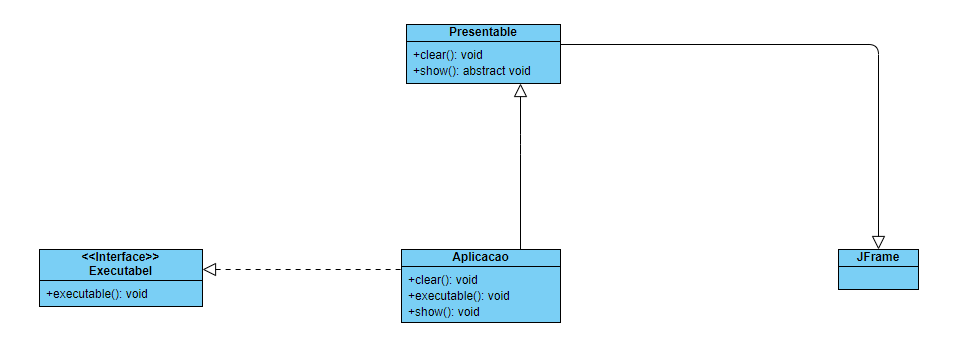 Presentable
+clear(): void
+show(): abstract void
<<Interface>>
Executabel
+executable(): void
Aplicacao
+clear(): void
+executable(): void
+show(): void
JFrame